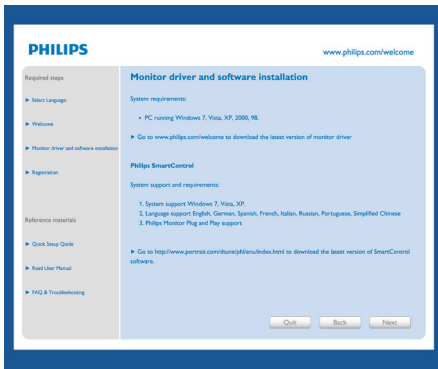 PHILIPS
www.philips.com/welcome
Required steps
Select Language
Welcome
Monitor driver and software installation
Registration
Reference materials
Quick Setup Guide
Read User Manual
FAQ & Troubleshooting
Monitor driver and software installation
System requirements:
• PC running Windows 7, Vista, XP, 2000, 98.
Go to www.philips.com/welcome to download the latest version of monitor driver
Philips SmartControl
System support and requirements:
1. System support Windows 7, Vista, XP.
2. Language support English, German, Spanish, French, Italian, Russian, Portuguese, Simplified Chinese
3. Philips Monitor Plug and Play support
Go to http://www.portrait.com/dtune/phl/enu/index.html to download the latest version of SmartControl
software.
Quit
Back
Next